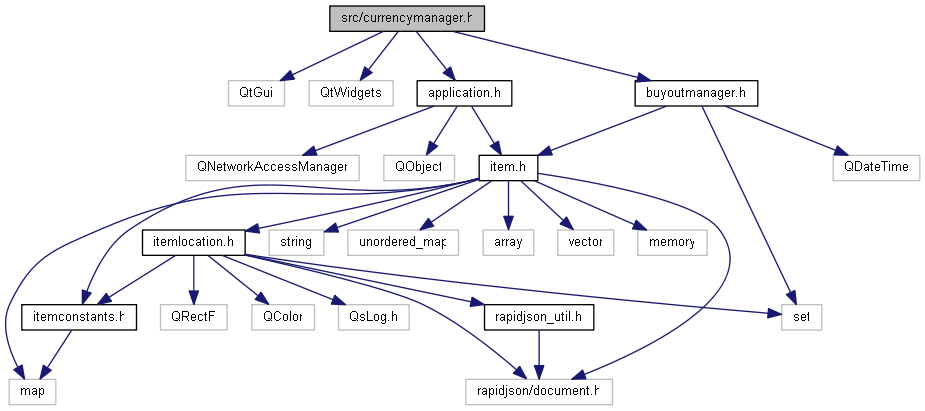 src/currencymanager.h
QtGui
QtWidgets
application.h
buyoutmanager.h
QNetworkAccessManager
QObject
item.h
QDateTime
itemlocation.h
string
unordered_map
array
vector
memory
itemconstants.h
QRectF
QColor
QsLog.h
rapidjson_util.h
set
map
rapidjson/document.h